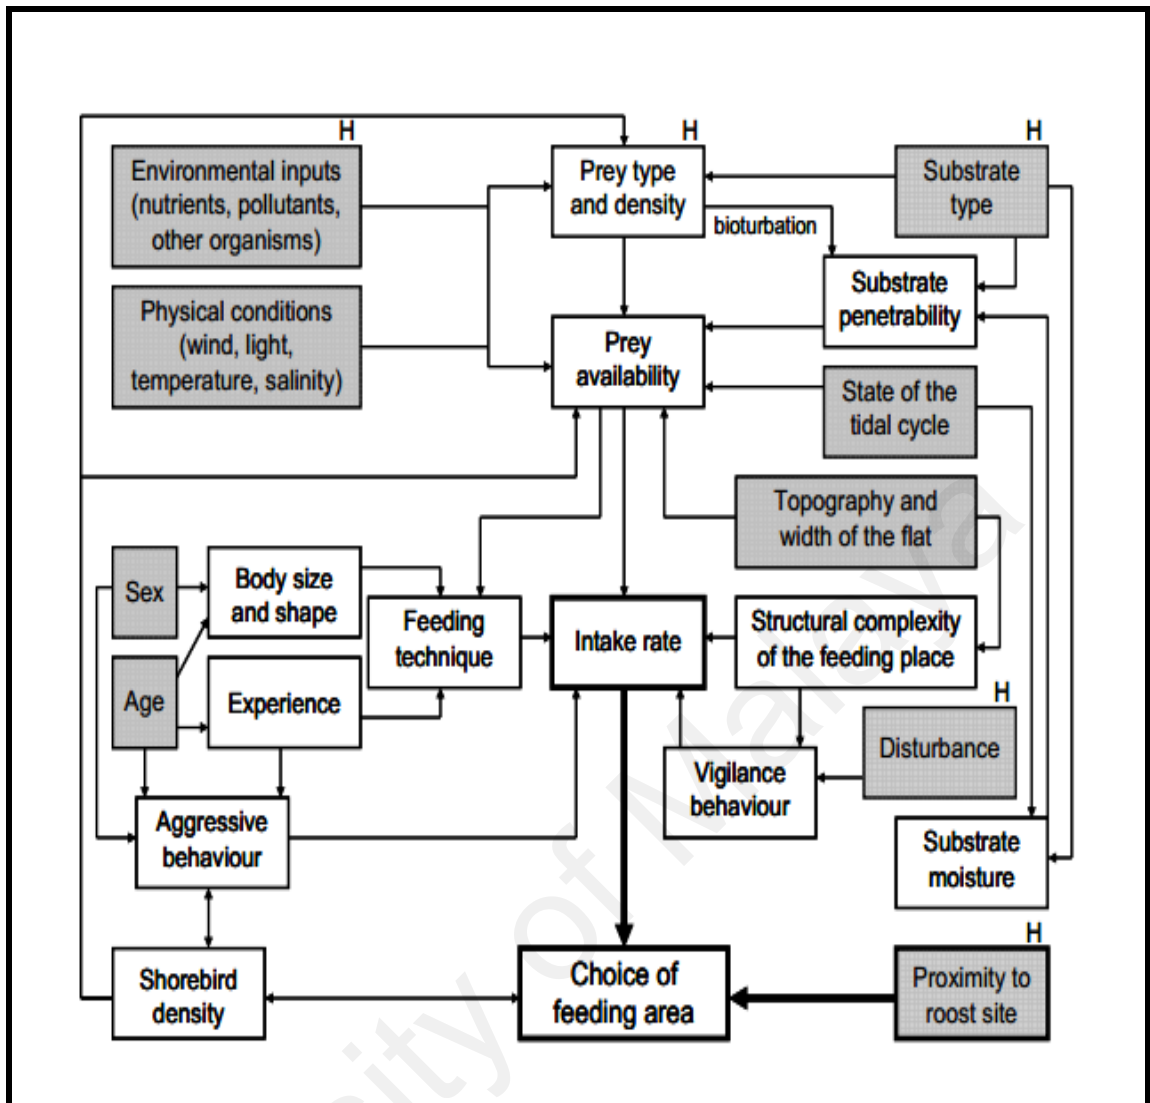 H
H
H
Environmental inputs
(nutrients, pollutants,
other organisms)
Prey type
and density
Substrate
type
bioturbation
Substrate
penetrability
Physical conditions
(wind, light,
temperature, salinity)
Prey
availability
State of the
tidal cycle
Topography and
width of the flat
Sex
Body size
and shape
Feeding
technique
Intake rate
Structural complexity
of the feeding place
Age
Experience
H
Disturbance
Vigilance
behaviour
Aggressive
behaviour
Substrate
moisture
H
Shorebird
density
Choice of
feeding area
Proximity to
roost site
ity of Malaya